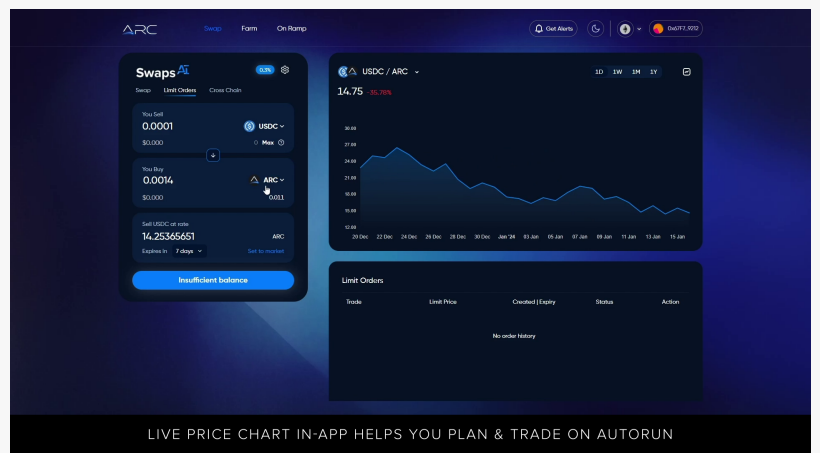 ARC
Swap Farm On Ramp
Get Alerts
0x67F7...9212
Swaps AI
0.3%
Swap Limit Orders Cross Chain
You Sell
0.0001 USDC
$0.000 0 Max
You Buy
0.0014 ARC
$0.000 0.011
Sell USDC at rate
14.25365651 ARC
Expires in 7 days Set to market
Insufficient balance
USDC / ARC
1D 1W 1M 1Y
14.75 -35.78%
30.00
27.00
24.00
21.00
18.00
15.00
12.00
20 Dec 22 Dec 24 Dec 26 Dec 28 Dec 30 Dec Jan '24 03 Jan 05 Jan 07 Jan 09 Jan 11 Jan 13 Jan 15 Jan
Limit Orders
Trade Limit Price Created | Expiry Status Action
No order history
LIVE PRICE CHART IN-APP HELPS YOU PLAN & TRADE ON AUTORUN